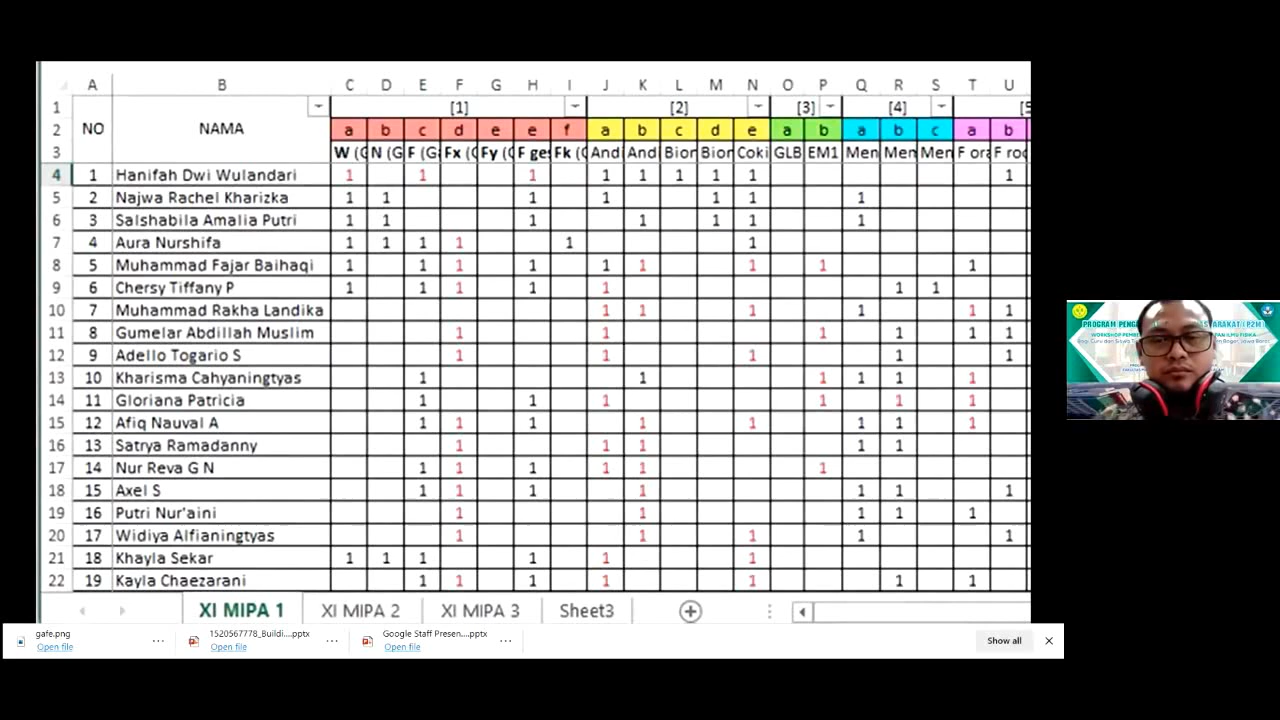 A B C D E F G H I J K L M N O P Q R S T U
1 [1] [2] [3] [4] [5
2 NO NAMA a b c d e e f a b c d e a b a b c a b
3 W (G N (G F (G Fx (G Fy (G F ges Fk (G Andi Andi Bion Bion Coki GLB EM1 Men Men Men F ora F roc
4 1 Hanifah Dwi Wulandari 1 1 1 1 1 1 1 1 1
5 2 Najwa Rachel Kharizka 1 1 1 1 1 1 1
6 3 Salshabila Amalia Putri 1 1 1 1 1 1 1
7 4 Aura Nurshifa 1 1 1 1 1 1
8 5 Muhammad Fajar Baihaqi 1 1 1 1 1 1 1 1 1
9 6 Chersy Tiffany P 1 1 1 1 1 1 1
10 7 Muhammad Rakha Landika 1 1 1 1 1 1
11 8 Gumelar Abdillah Muslim 1 1 1 1 1 1
12 9 Adello Togario S 1 1 1 1 1
13 10 Kharisma Cahyaningtyas 1 1 1 1 1 1
14 11 Gloriana Patricia 1 1 1 1 1 1
15 12 Afiq Nauval A 1 1 1 1 1 1 1 1
16 13 Satrya Ramadanny 1 1 1 1 1
17 14 Nur Reva G N 1 1 1 1 1 1
18 15 Axel S 1 1 1 1 1 1 1
19 16 Putri Nur'aini 1 1 1 1 1
20 17 Widiya Alfianingtyas 1 1 1 1 1
21 18 Khayla Sekar 1 1 1 1 1 1
22 19 Kayla Chaezarani 1 1 1 1 1 1 1
XI MIPA 1 XI MIPA 2 XI MIPA 3 Sheet3
gafe.png
Open file
1520567778_Buildi....pptx
Open file
Google Staff Presen....pptx
Open file
Show all